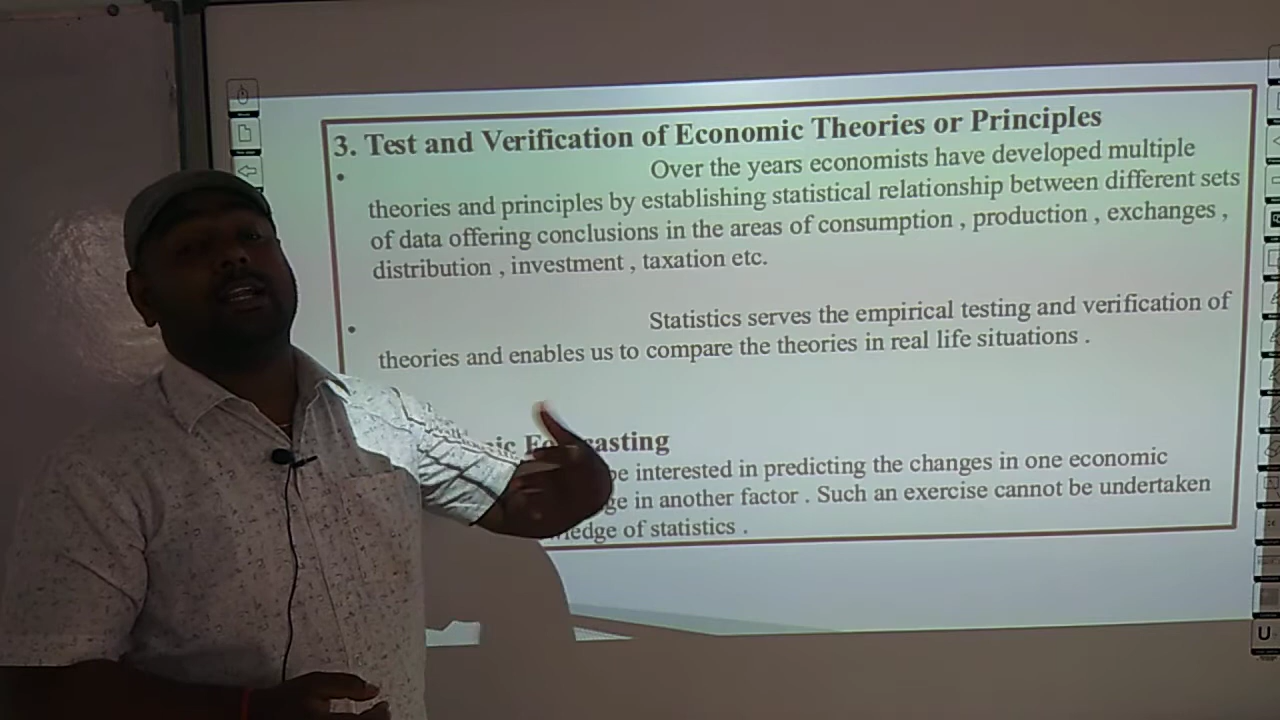 3. Test and Verification of Economic Theories or Principles
• Over the years economists have developed multiple
theories and principles by establishing statistical relationship between different sets
of data offering conclusions in the areas of consumption , production , exchanges ,
distribution , investment , taxation etc.
• Statistics serves the empirical testing and verification of
theories and enables us to compare the theories in real life situations .
be interested in predicting the changes in one economic
in another factor . Such an exercise cannot be undertaken
of statistics .
U